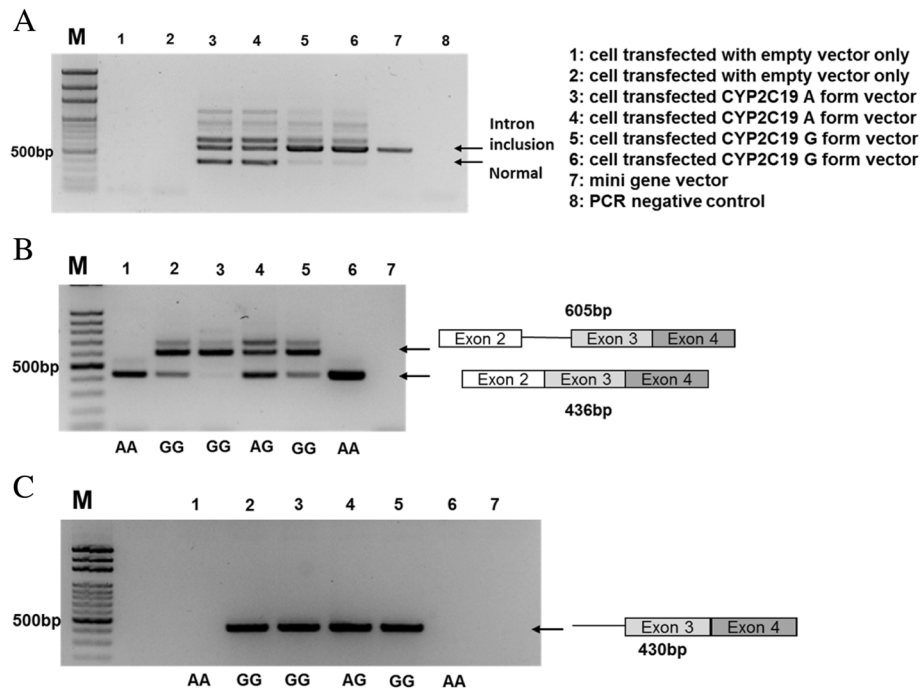 A
M 1 2 3 4 5 6 7 8
500bp
Intron
inclusion
Normal
1: cell transfected with empty vector only
2: cell transfected with empty vector only
3: cell transfected CYP2C19 A form vector
4: cell transfected CYP2C19 A form vector
5: cell transfected CYP2C19 G form vector
6: cell transfected CYP2C19 G form vector
7: mini gene vector
8: PCR negative control
B
M 1 2 3 4 5 6 7
500bp
605bp
Exon 2 Exon 3 Exon 4
Exon 2 Exon 3 Exon 4
436bp
AA GG GG AG GG AA
C
M 1 2 3 4 5 6 7
500bp
Exon 3 Exon 4
430bp
AA GG GG AG GG AA